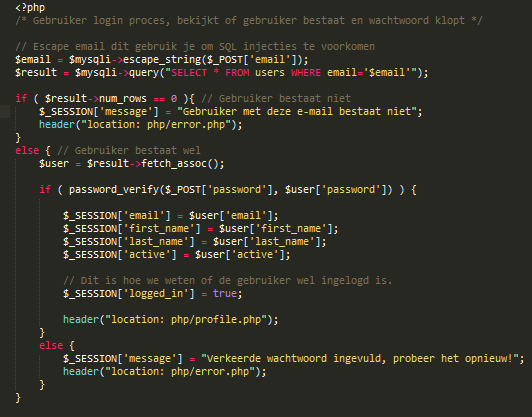 <?php
/* Gebruiker login proces, bekijkt of gebruiker bestaat en wachtwoord klopt */
// Escape email dit gebruik je om SQL injecties te voorkomen
$email = $mysqli->escape_string($_POST['email']);
$result = $mysqli->query("SELECT * FROM users WHERE email='$email'");
if ( $result->num_rows == 0 ){ // Gebruiker bestaat niet
$_SESSION['message'] = "Gebruiker met deze e-mail bestaat niet";
header("location: php/error.php");
}
else { // Gebruiker bestaat wel
$user = $result->fetch_assoc();
if ( password_verify($_POST['password'], $user['password']) ) {
$_SESSION['email'] = $user['email'];
$_SESSION['first_name'] = $user['first_name'];
$_SESSION['last_name'] = $user['last_name'];
$_SESSION['active'] = $user['active'];
// Dit is hoe we weten of de gebruiker wel ingelogd is.
$_SESSION['logged_in'] = true;
header("location: php/profile.php");
}
else {
$_SESSION['message'] = "Verkeerde wachtwoord ingevuld, probeer het opnieuw!";
header("location: php/error.php");
}
}